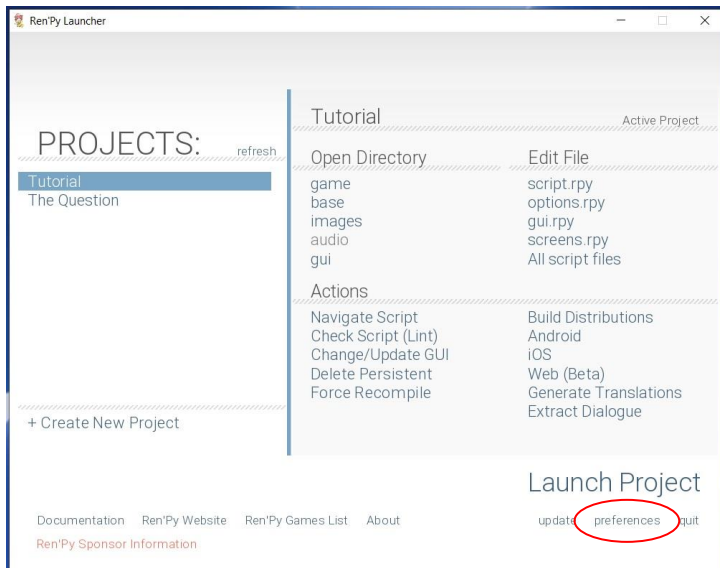 Ren'Py Launcher
PROJECTS:
refresh
Tutorial
The Question
+ Create New Project
Tutorial
Active Project
Open Directory
game
base
images
audio
gui
Edit File
script.rpy
options.rpy
gui.rpy
screens.rpy
All script files
Actions
Navigate Script
Check Script (Lint)
Change/Update GUI
Delete Persistent
Force Recompile
Build Distributions
Android
iOS
Web (Beta)
Generate Translations
Extract Dialogue
Launch Project
Documentation Ren'Py Website Ren'Py Games List About
update preferences quit
Ren'Py Sponsor Information